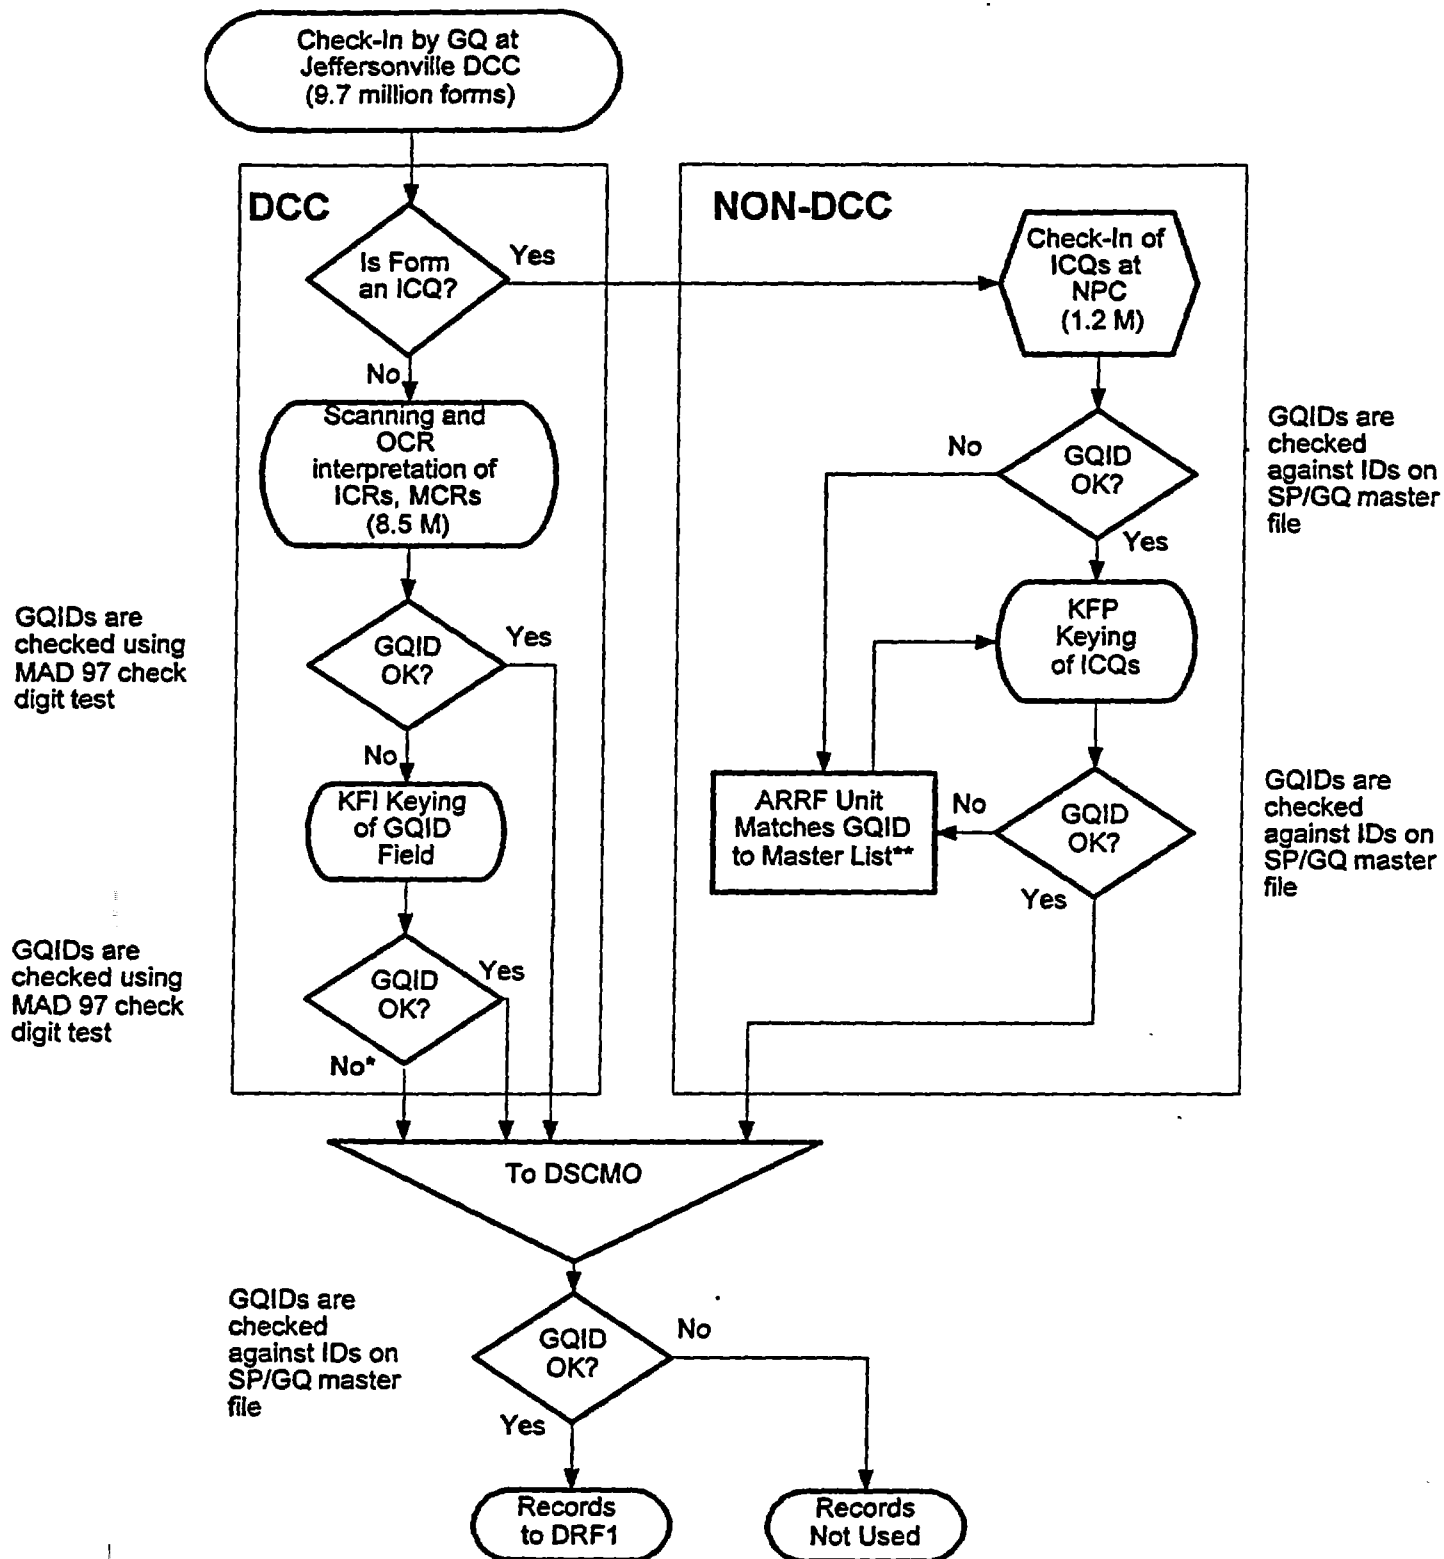 Check-In by GQ at
Jeffersonville DCC
(9.7 million forms)
DCC
Is Form
an ICQ?
Yes
No
Scanning and
OCR
interpretation of
ICRs, MCRs
(8.5 M)
GQIDs are
checked using
MAD 97 check
digit test
GQID
OK?
Yes
No
KFI Keying
of GQID
Field
GQIDs are
checked using
MAD 97 check
digit test
GQID
OK?
Yes
No*
NON-DCC
Check-In of
ICQs at
NPC
(1.2 M)
GQIDs are
checked
against IDs on
SP/GQ master
file
No
GQID
OK?
Yes
KFP
Keying
of ICQs
ARRF Unit
Matches GQID
to Master List**
No
GQID
OK?
Yes
GQIDs are
checked
against IDs on
SP/GQ master
file
To DSCMO
GQIDs are
checked
against IDs on
SP/GQ master
file
GQID
OK?
No
Yes
Records
to DRF1
Records
Not Used